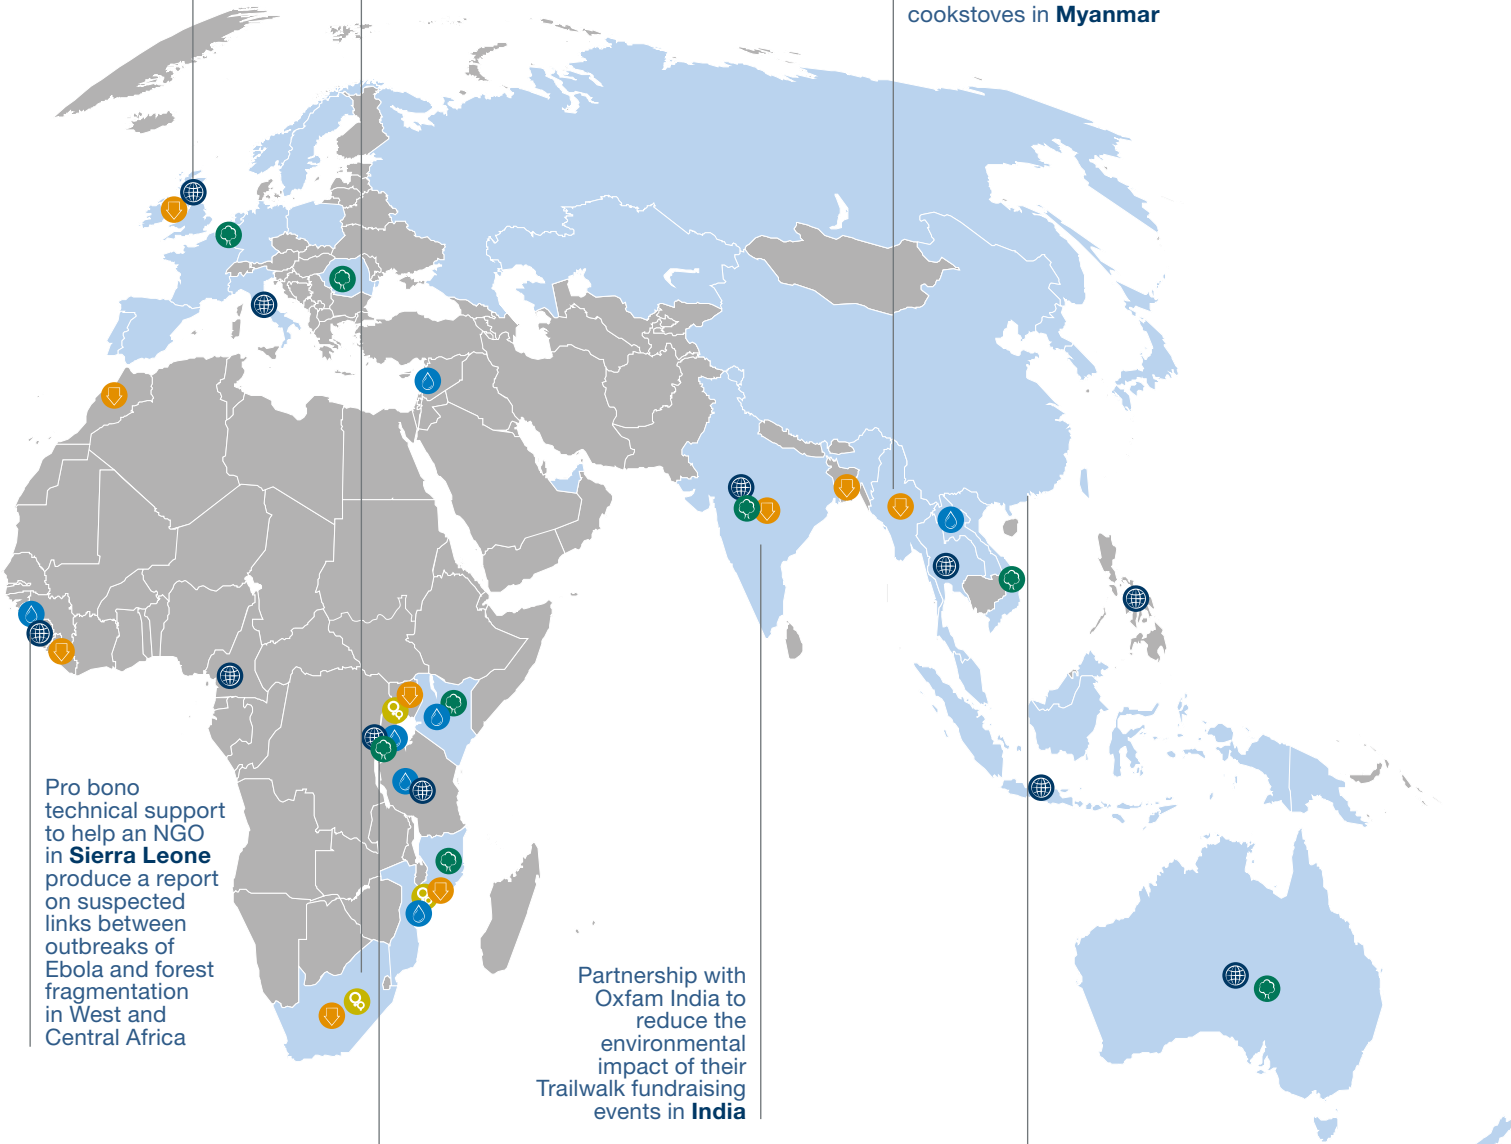 cookstoves in Myanmar
Pro bono
technical support
to help an NGO
in Sierra Leone
produce a report
on suspected
links between
outbreaks of
Ebola and forest
fragmentation
in West and
Central Africa
Partnership with
Oxfam India to
reduce the
environmental
impact of their
Trailwalk fundraising
events in India